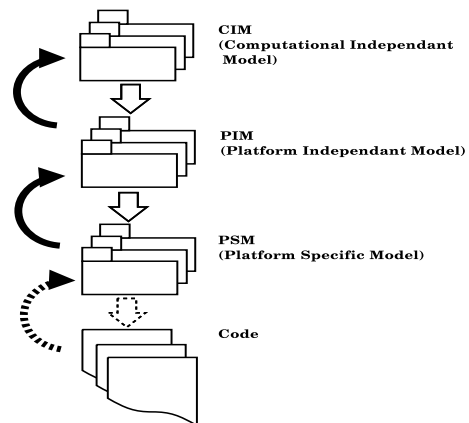 CIM
(Computational Independant
Model)
PIM
(Platform Independant Model)
PSM
(Platform Specific Model)
Code